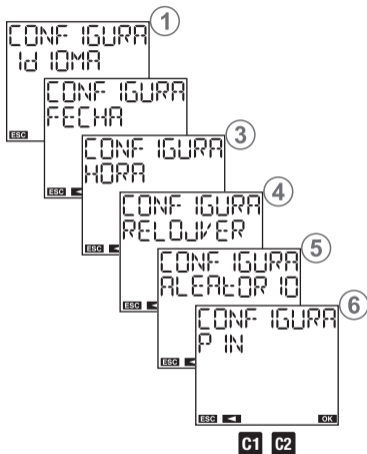 1
CONFIGURA
IdIOMA
ESC
CONFIGURA
FECHA
ESC ◄
3
CONFIGURA
HORA
ESC ◄
4
CONFIGURA
RELOJVER
ESC ◄
5
CONFIGURA
ALEAtORIO
ESC ◄
6
CONFIGURA
PIN
ESC ◄ OK
C1 C2